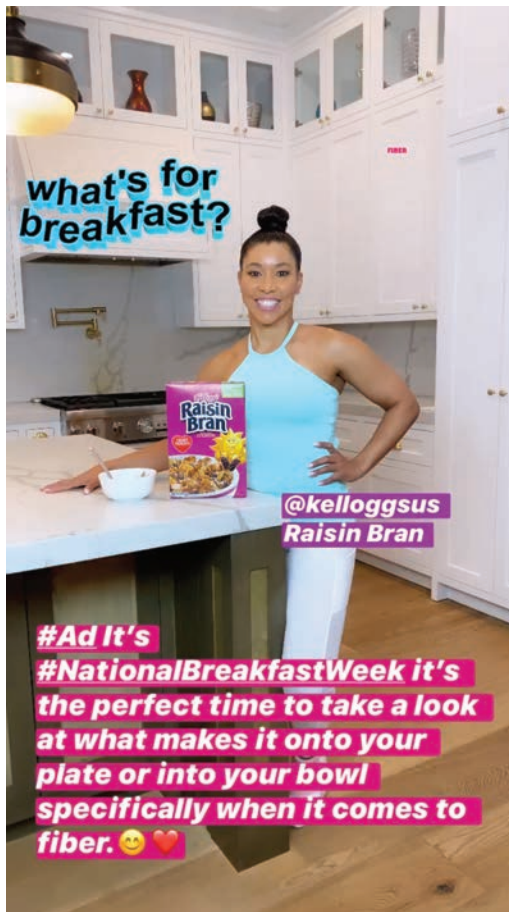 FIBER
what's for
breakfast?
Kellogg's
Raisin
Bran
@kelloggsus
Raisin Bran
#Ad It's
#NationalBreakfastWeek it's
the perfect time to take a look
at what makes it onto your
plate or into your bowl
specifically when it comes to
fiber.😊 ❤️